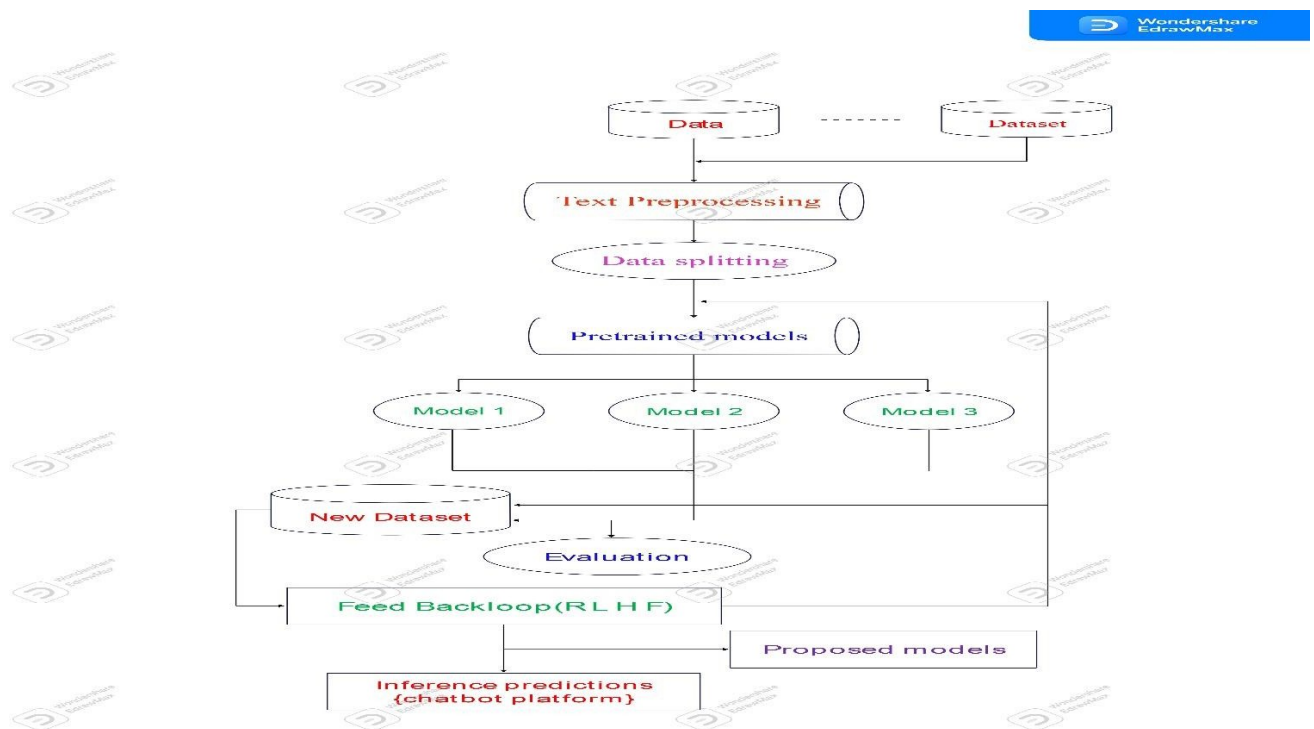 Wondershare
EdrawMax
Data
Dataset
Text Preprocessing
Data splitting
Pretrained models
Model 1
Model 2
Model 3
New Dataset
Evaluation
Feed Backloop(R L H F)
Proposed models
Inference predictions
{chatbot platform}